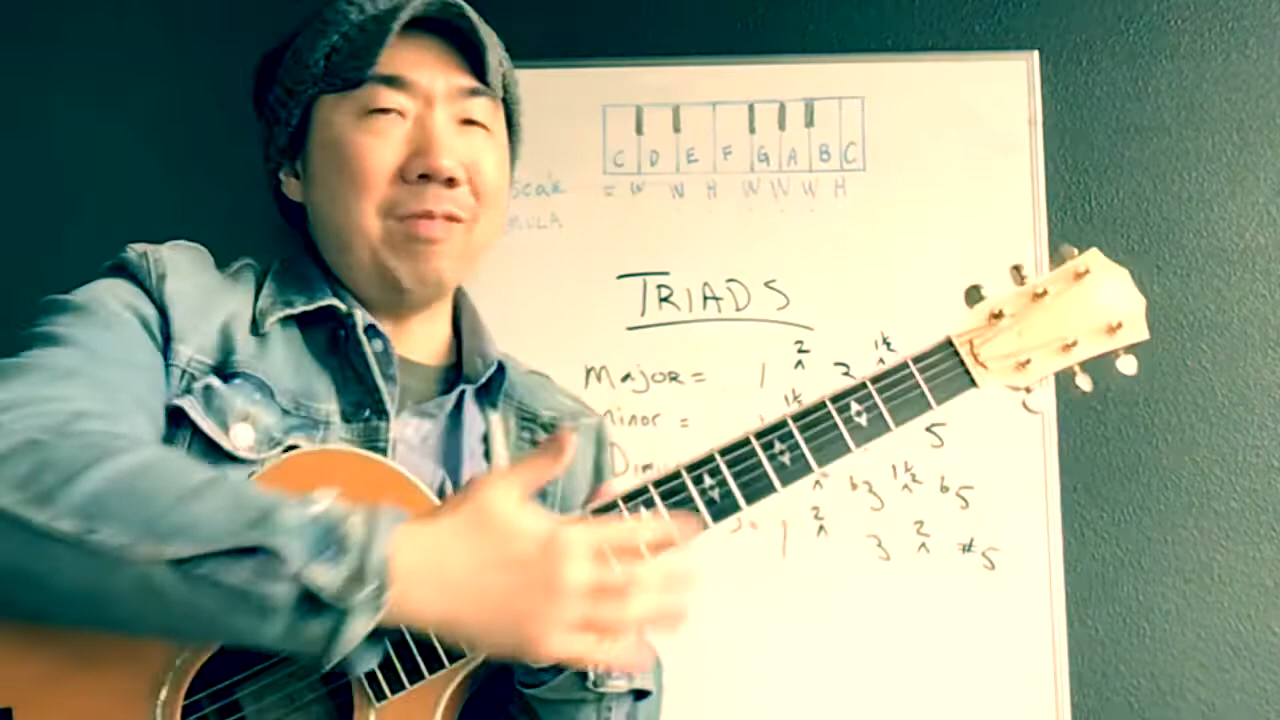 C D E F G A B C
= W W H W W W H
TRIADS
2 1½
Major = 1 ^ 3 ^
1½
inor =
5
^ b3 1½ ^ b5
1 2 ^ 3 2 ^ #5